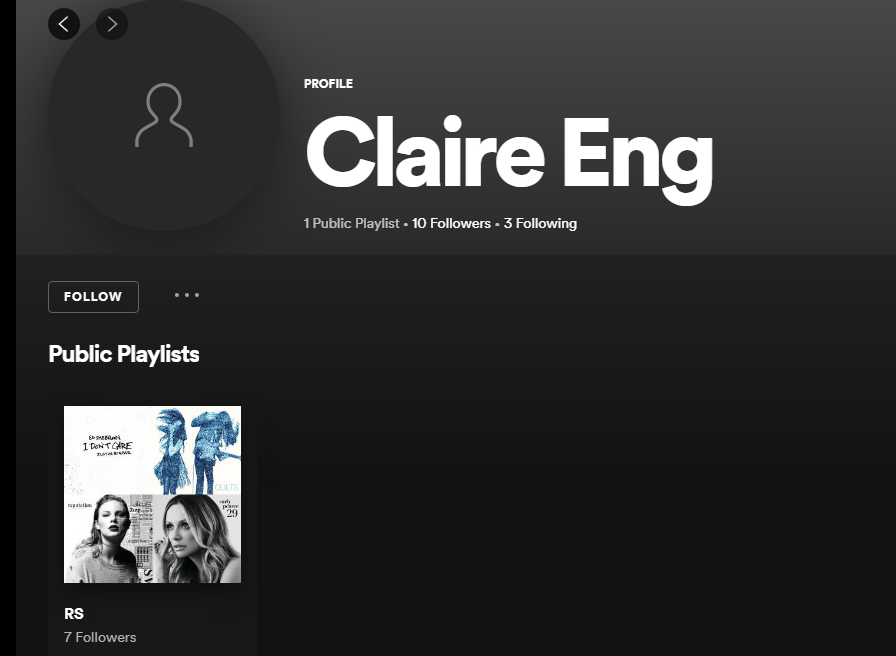 PROFILE
Claire Eng
1 Public Playlist • 10 Followers • 3 Following
FOLLOW
Public Playlists
ED SHEERAN
I DON'T CARE
JUSTIN BIEBER
CULTS
reputation
carly
pearce
29
RS
7 Followers